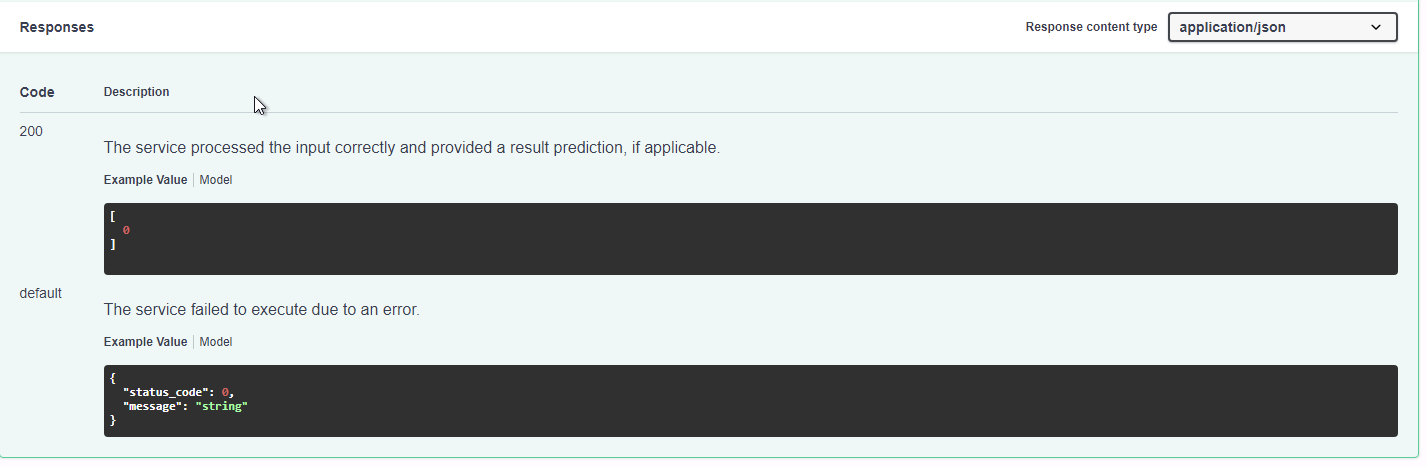 Responses
Response content type application/json
Code Description
200
The service processed the input correctly and provided a result prediction, if applicable.
Example Value Model
[
  0
]
default
The service failed to execute due to an error.
Example Value Model
{
  "status_code": 0,
  "message": "string"
}